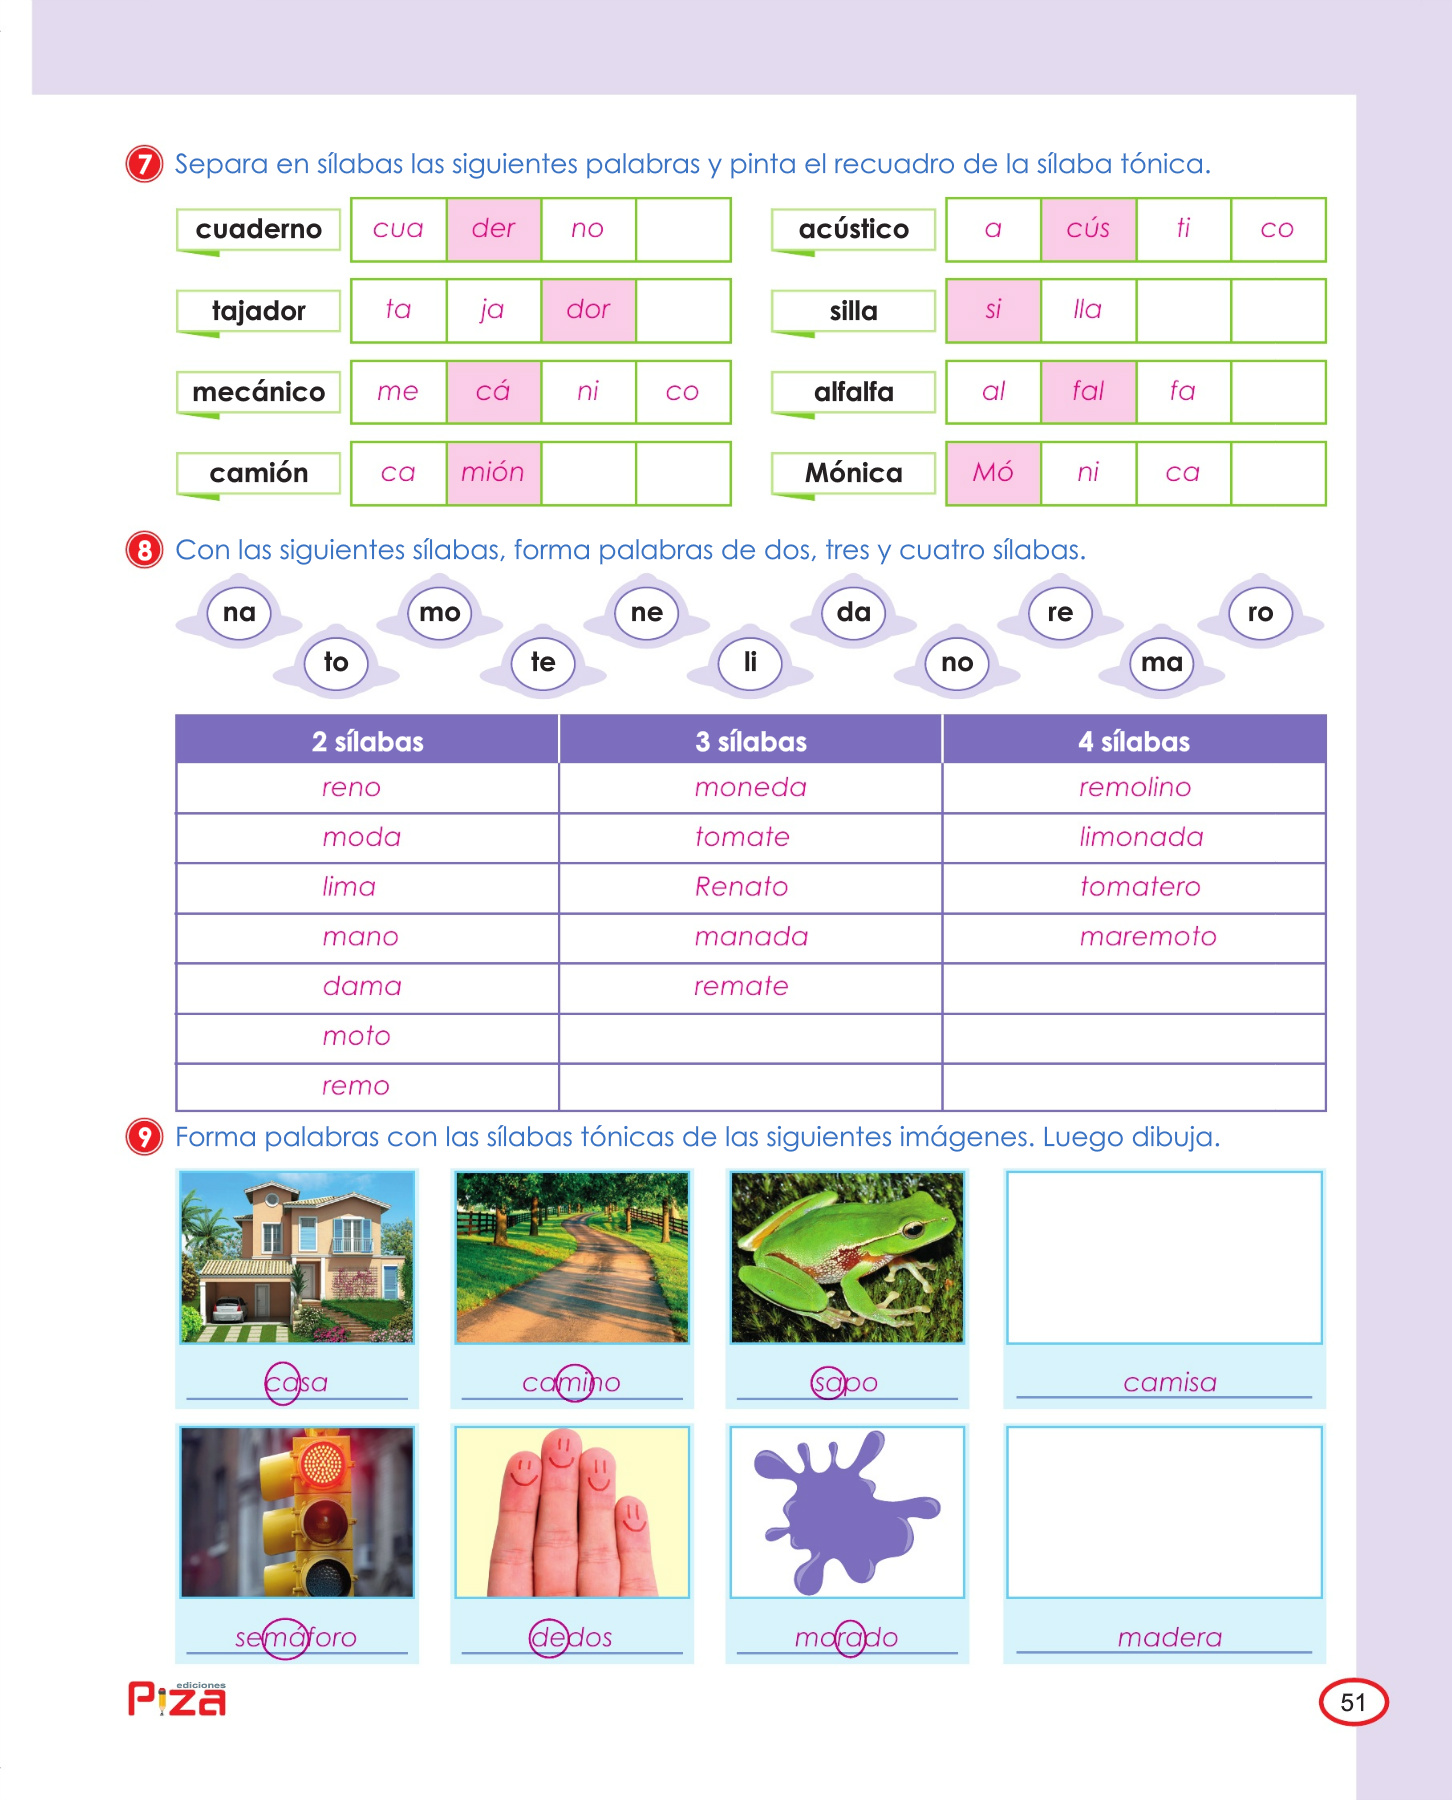 7 Separa en sílabas las siguientes palabras y pinta el recuadro de la sílaba tónica.
cuaderno cua der no
acústico a cús ti co
tajador ta ja dor
silla si lla
mecánico me cá ni co
alfalfa al fal fa
camión ca mión
Mónica Mó ni ca
8 Con las siguientes sílabas, forma palabras de dos, tres y cuatro sílabas.
na mo ne da re ro
to te li no ma
2 sílabas 3 sílabas 4 sílabas
reno moneda remolino
moda tomate limonada
lima Renato tomatero
mano manada maremoto
dama remate
moto
remo
9 Forma palabras con las sílabas tónicas de las siguientes imágenes. Luego dibuja.
casa camino sapo camisa
semáforo dedos morado madera
ediciones
Piza
51